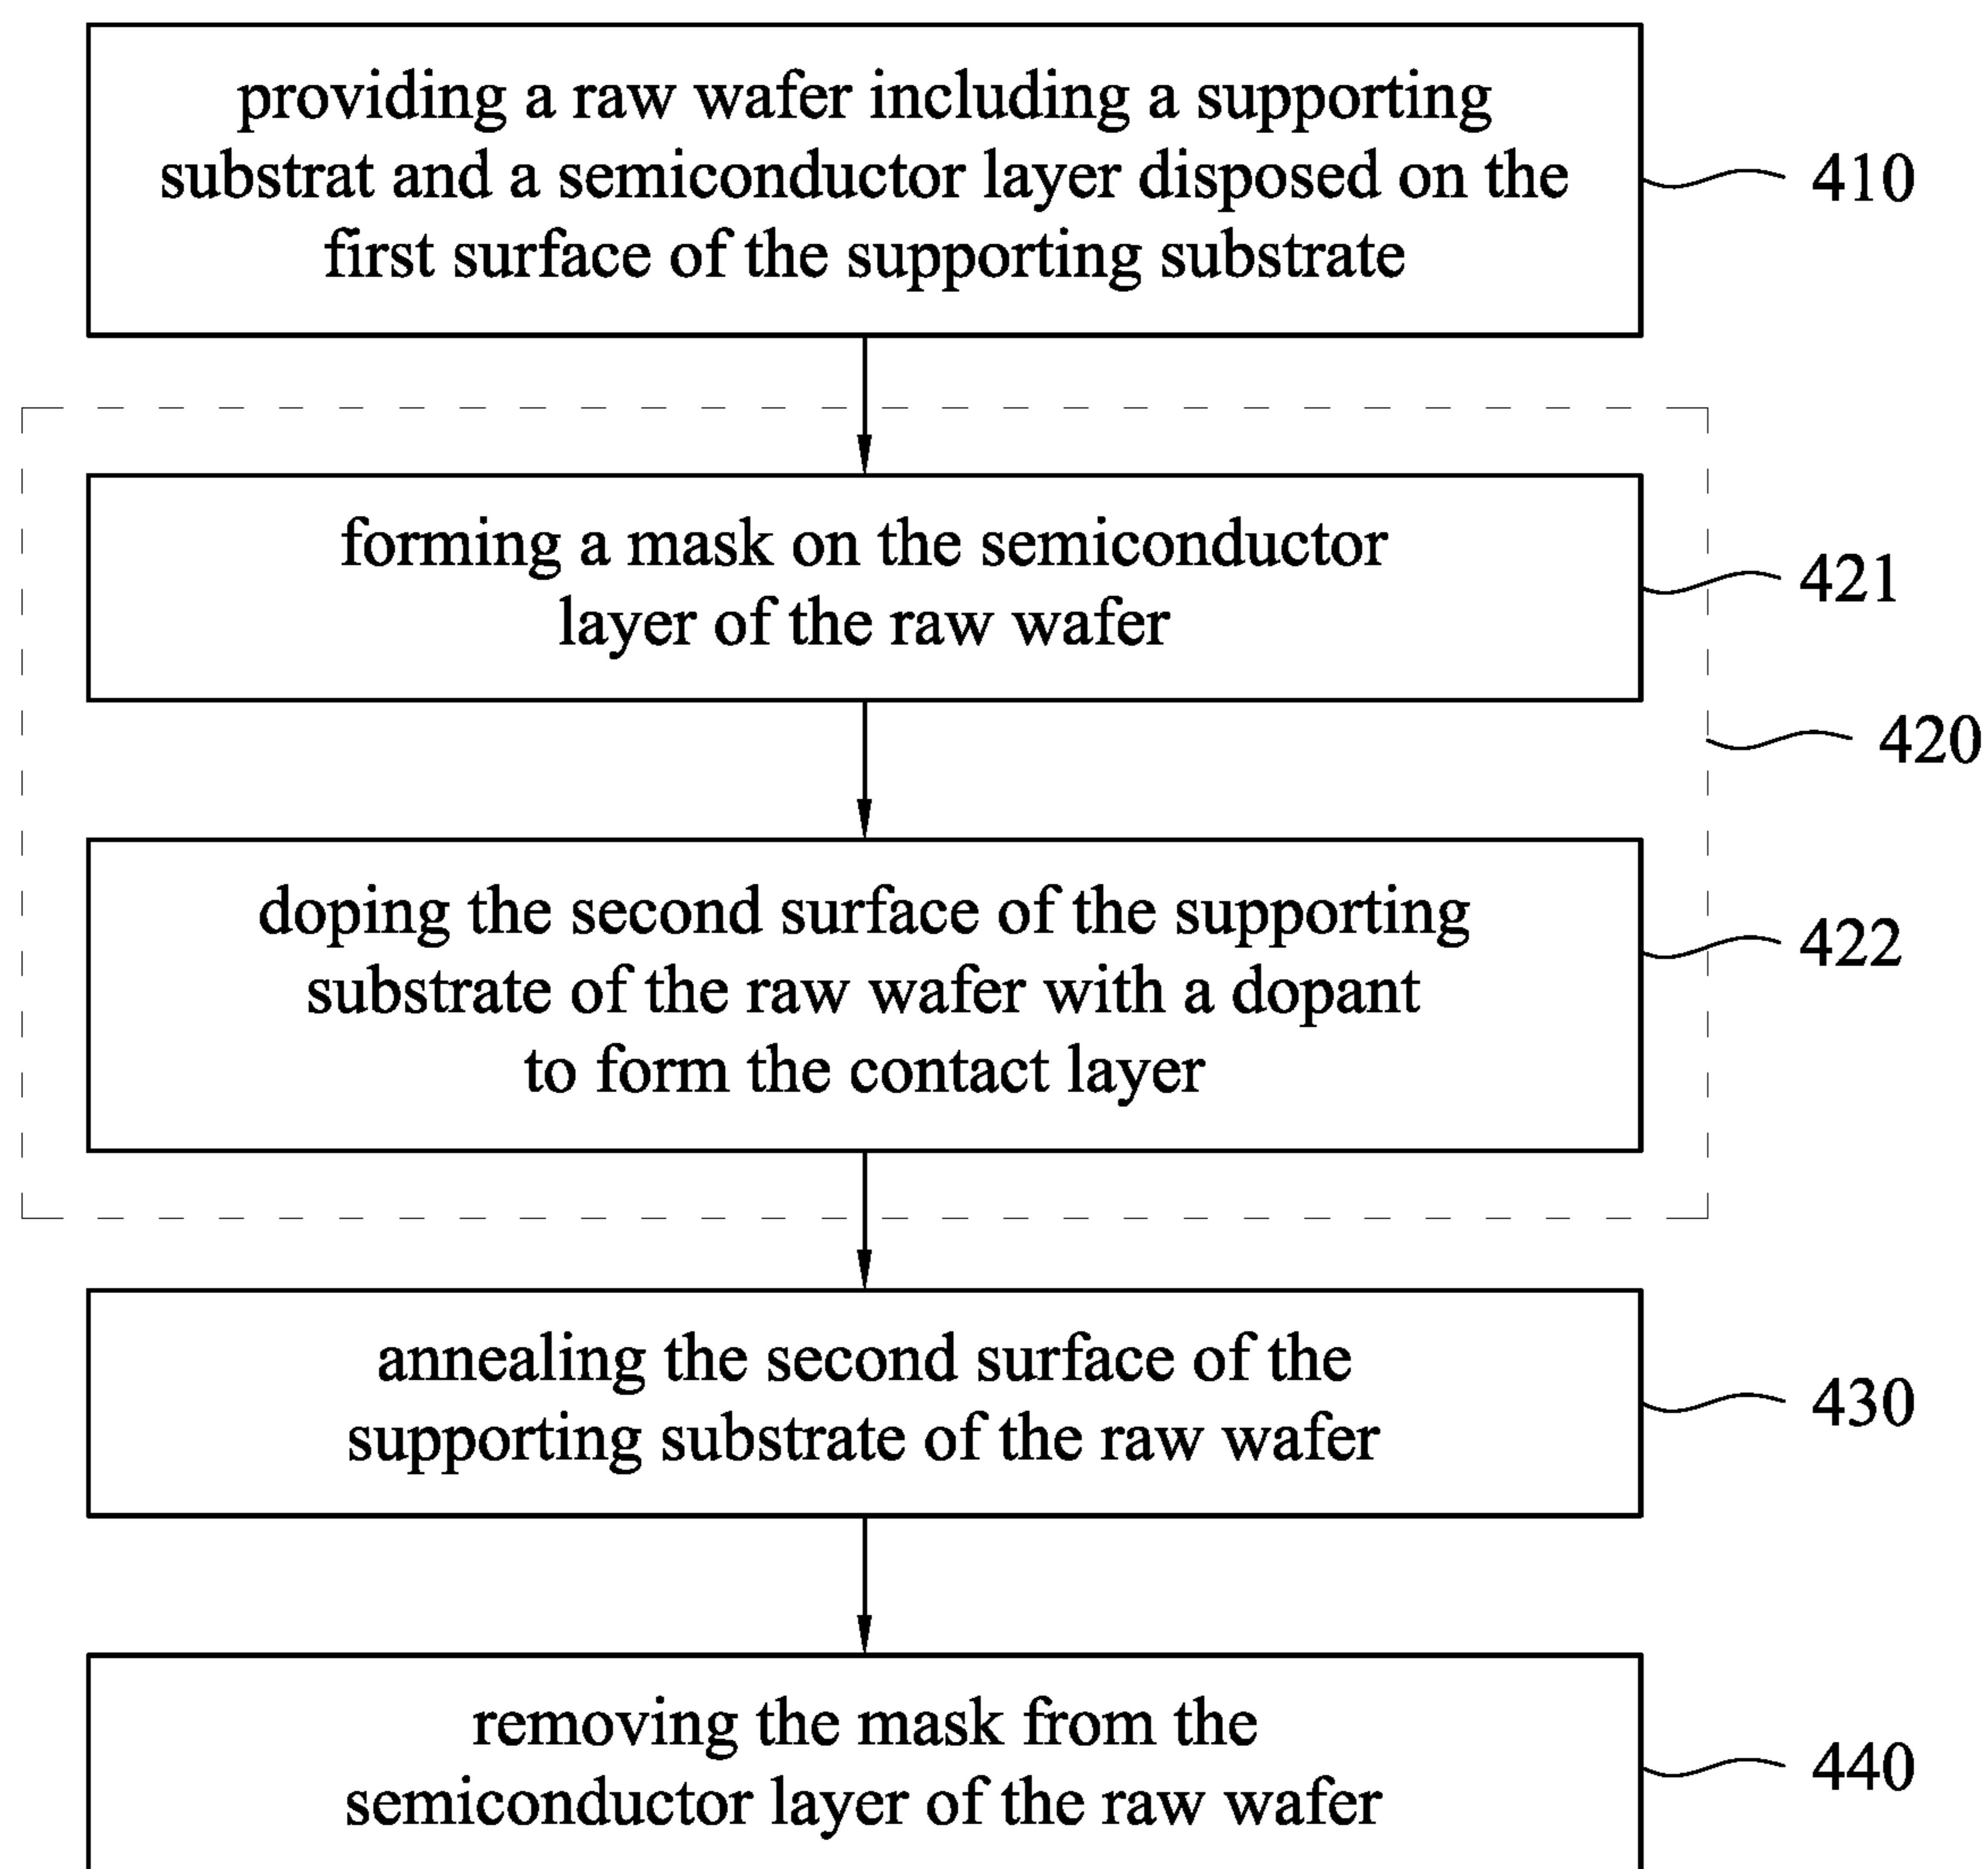 providing a raw wafer including a supporting
substrat and a semiconductor layer disposed on the
first surface of the supporting substrate
410
forming a mask on the semiconductor
layer of the raw wafer
421
420
doping the second surface of the supporting
substrate of the raw wafer with a dopant
to form the contact layer
422
annealing the second surface of the
supporting substrate of the raw wafer
430
removing the mask from the
semiconductor layer of the raw wafer
440